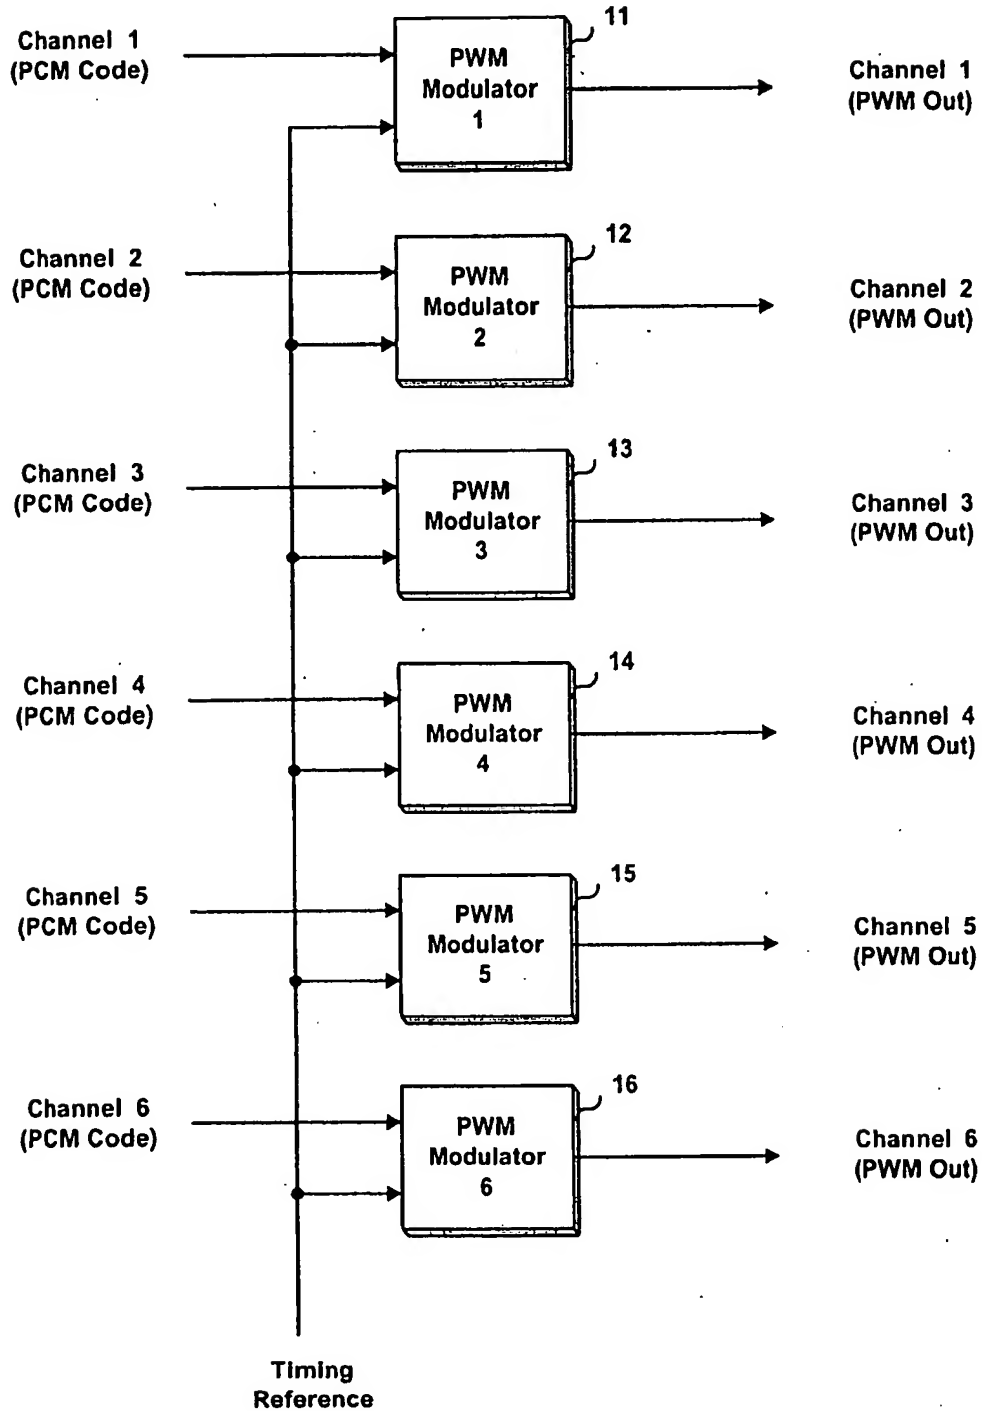 Channel 1
(PCM Code)
PWM
Modulator
1
11
Channel 1
(PWM Out)
Channel 2
(PCM Code)
PWM
Modulator
2
12
Channel 2
(PWM Out)
Channel 3
(PCM Code)
PWM
Modulator
3
13
Channel 3
(PWM Out)
Channel 4
(PCM Code)
PWM
Modulator
4
14
Channel 4
(PWM Out)
Channel 5
(PCM Code)
PWM
Modulator
5
15
Channel 5
(PWM Out)
Channel 6
(PCM Code)
PWM
Modulator
6
16
Channel 6
(PWM Out)
Timing
Reference